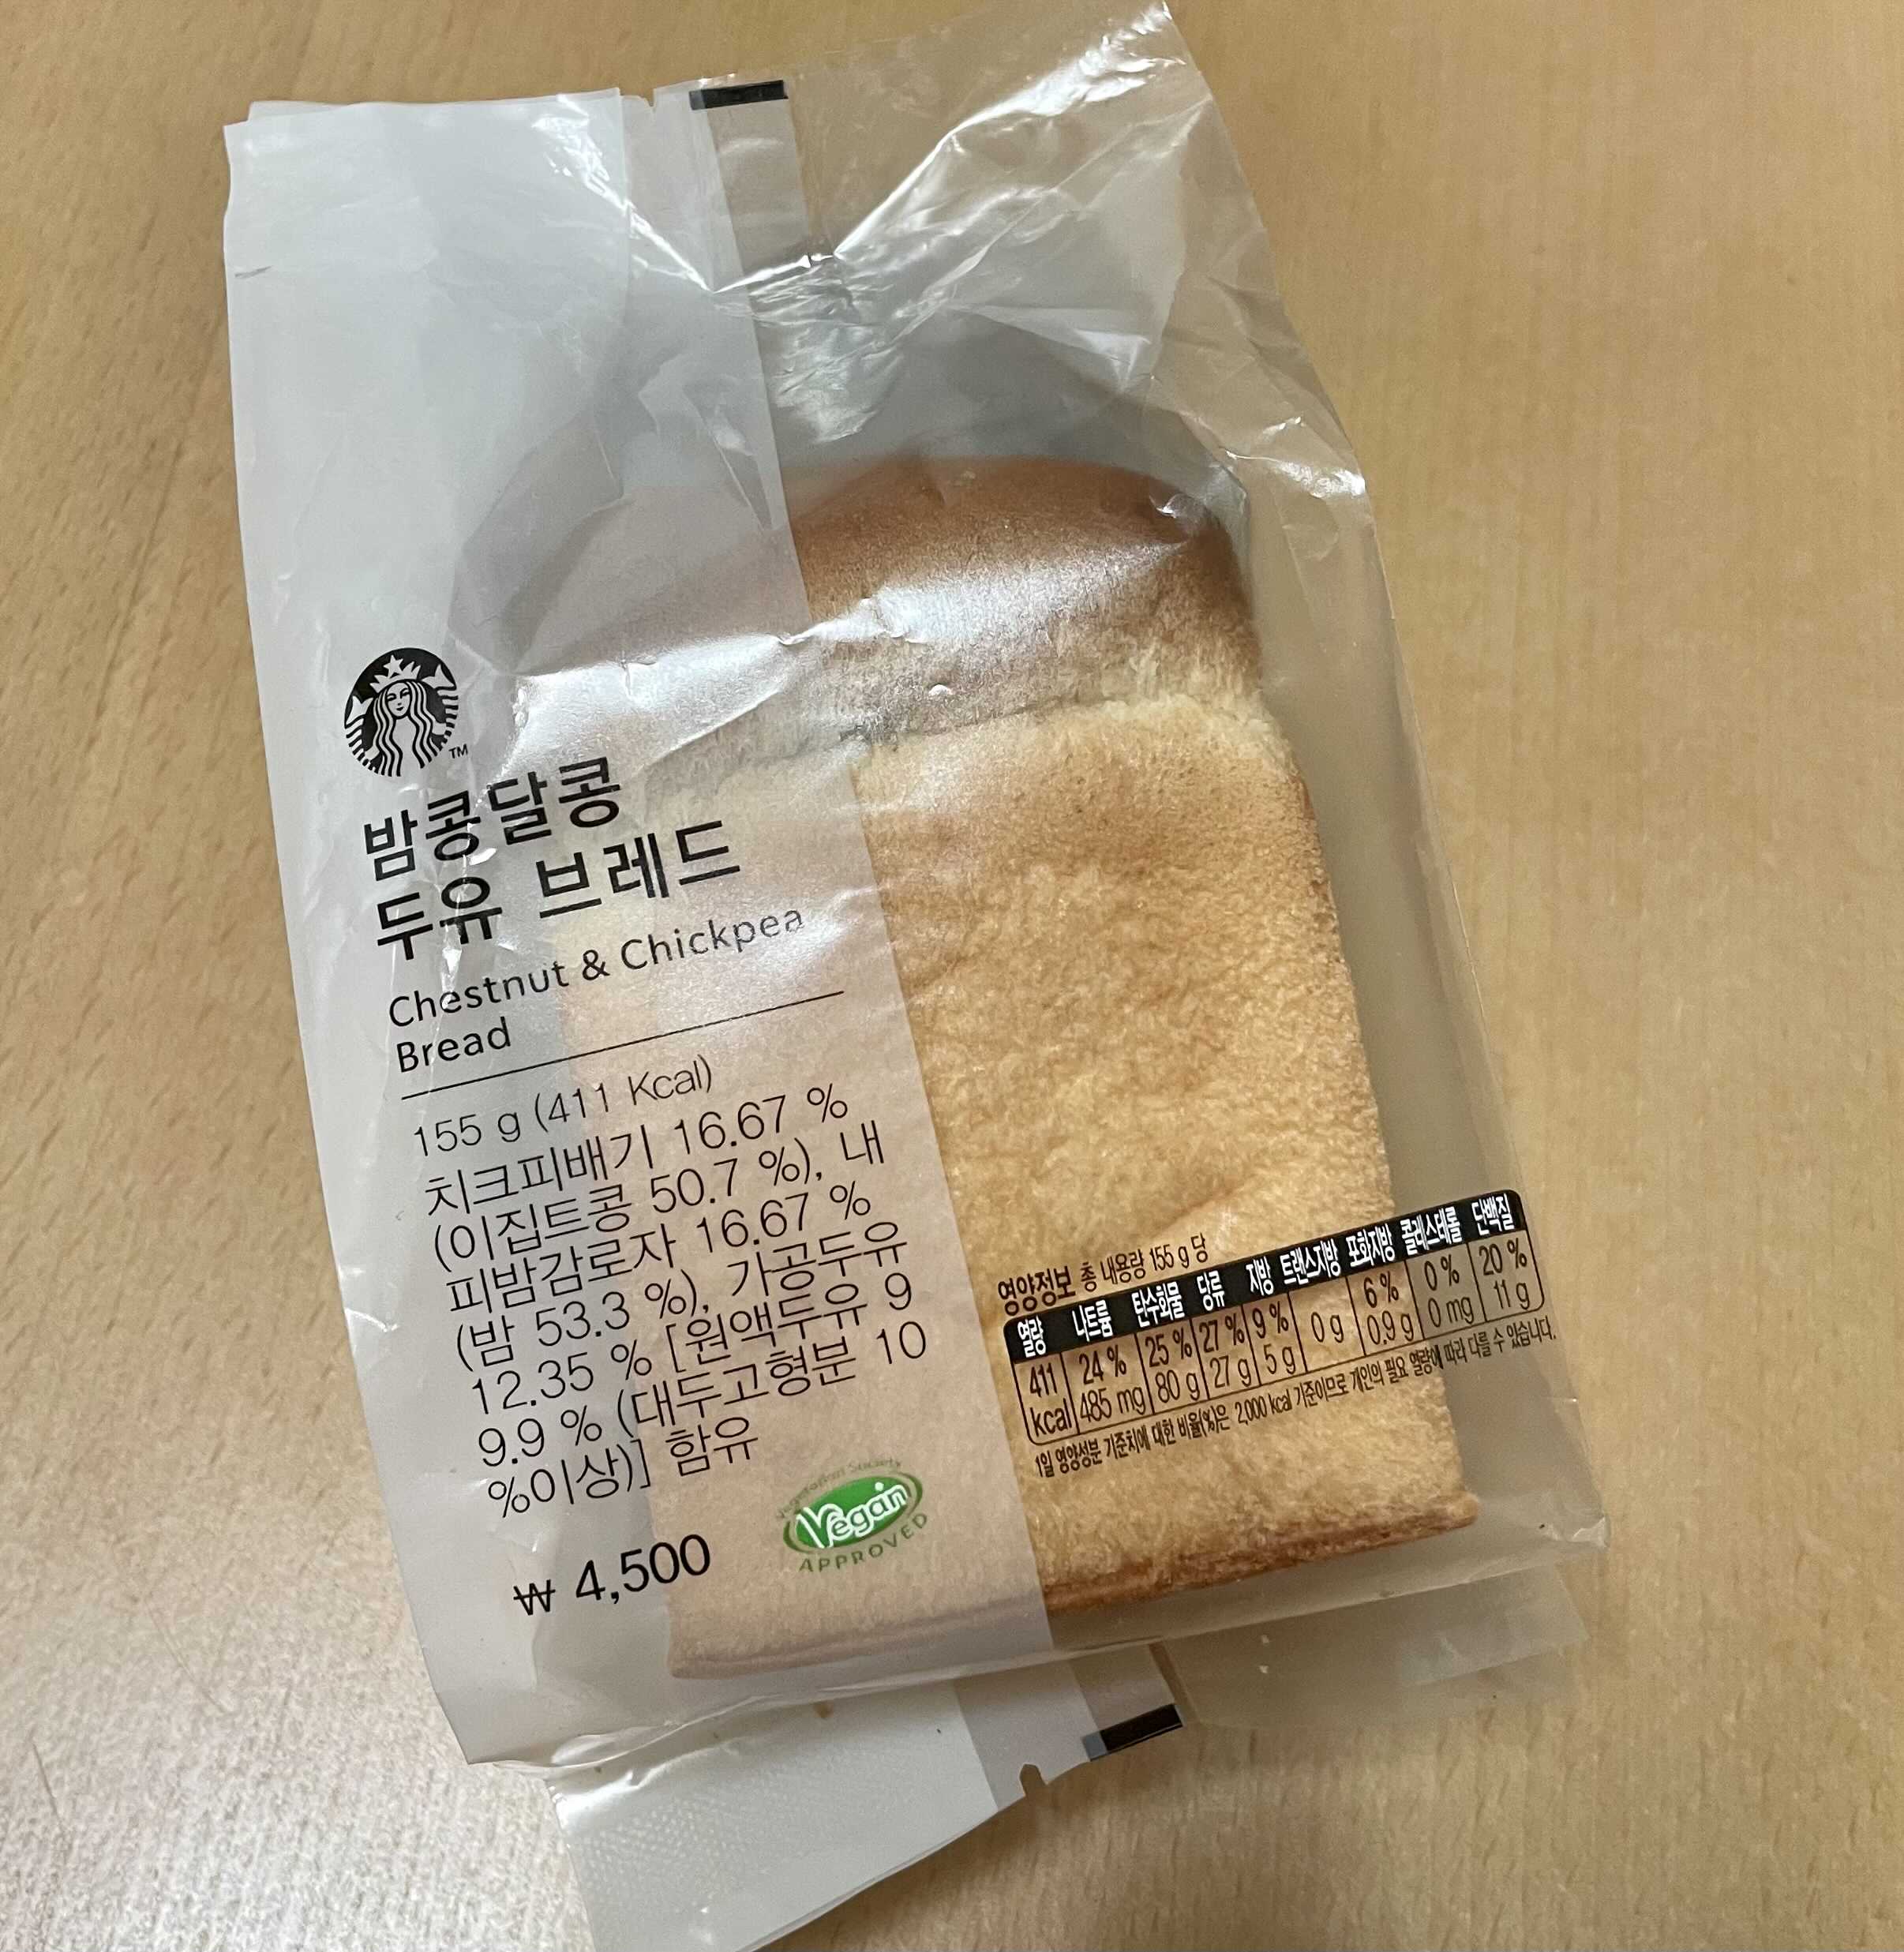 TM
밤콩달콩
두유 브레드
Chestnut & Chickpea
Bread
155 g (411 Kcal)
치크피배기 16.67 %
(이집트콩 50.7 %), 내
피밤감로자 16.67 %
(밤 53.3 %), 가공두유
12.35 % [원액두유 9
9.9 % (대두고형분 10
%이상)] 함유
₩ 4,500
Vegetarian Society
Vegan
APPROVED
영양정보 총 내용량 155 g 당
열량 나트륨 탄수화물 당류 지방 트랜스지방 포화지방 콜레스테롤 단백질
24 % 25 % 27 % 9 % 6 % 0 % 20 %
411 kcal 485 mg 80 g 27 g 5 g 0 g 0.9 g 0 mg 11 g
1일 영양성분 기준치에 대한 비율(%)은 2,000 kcal 기준이므로 개인의 필요 열량에 따라 다를 수 있습니다.